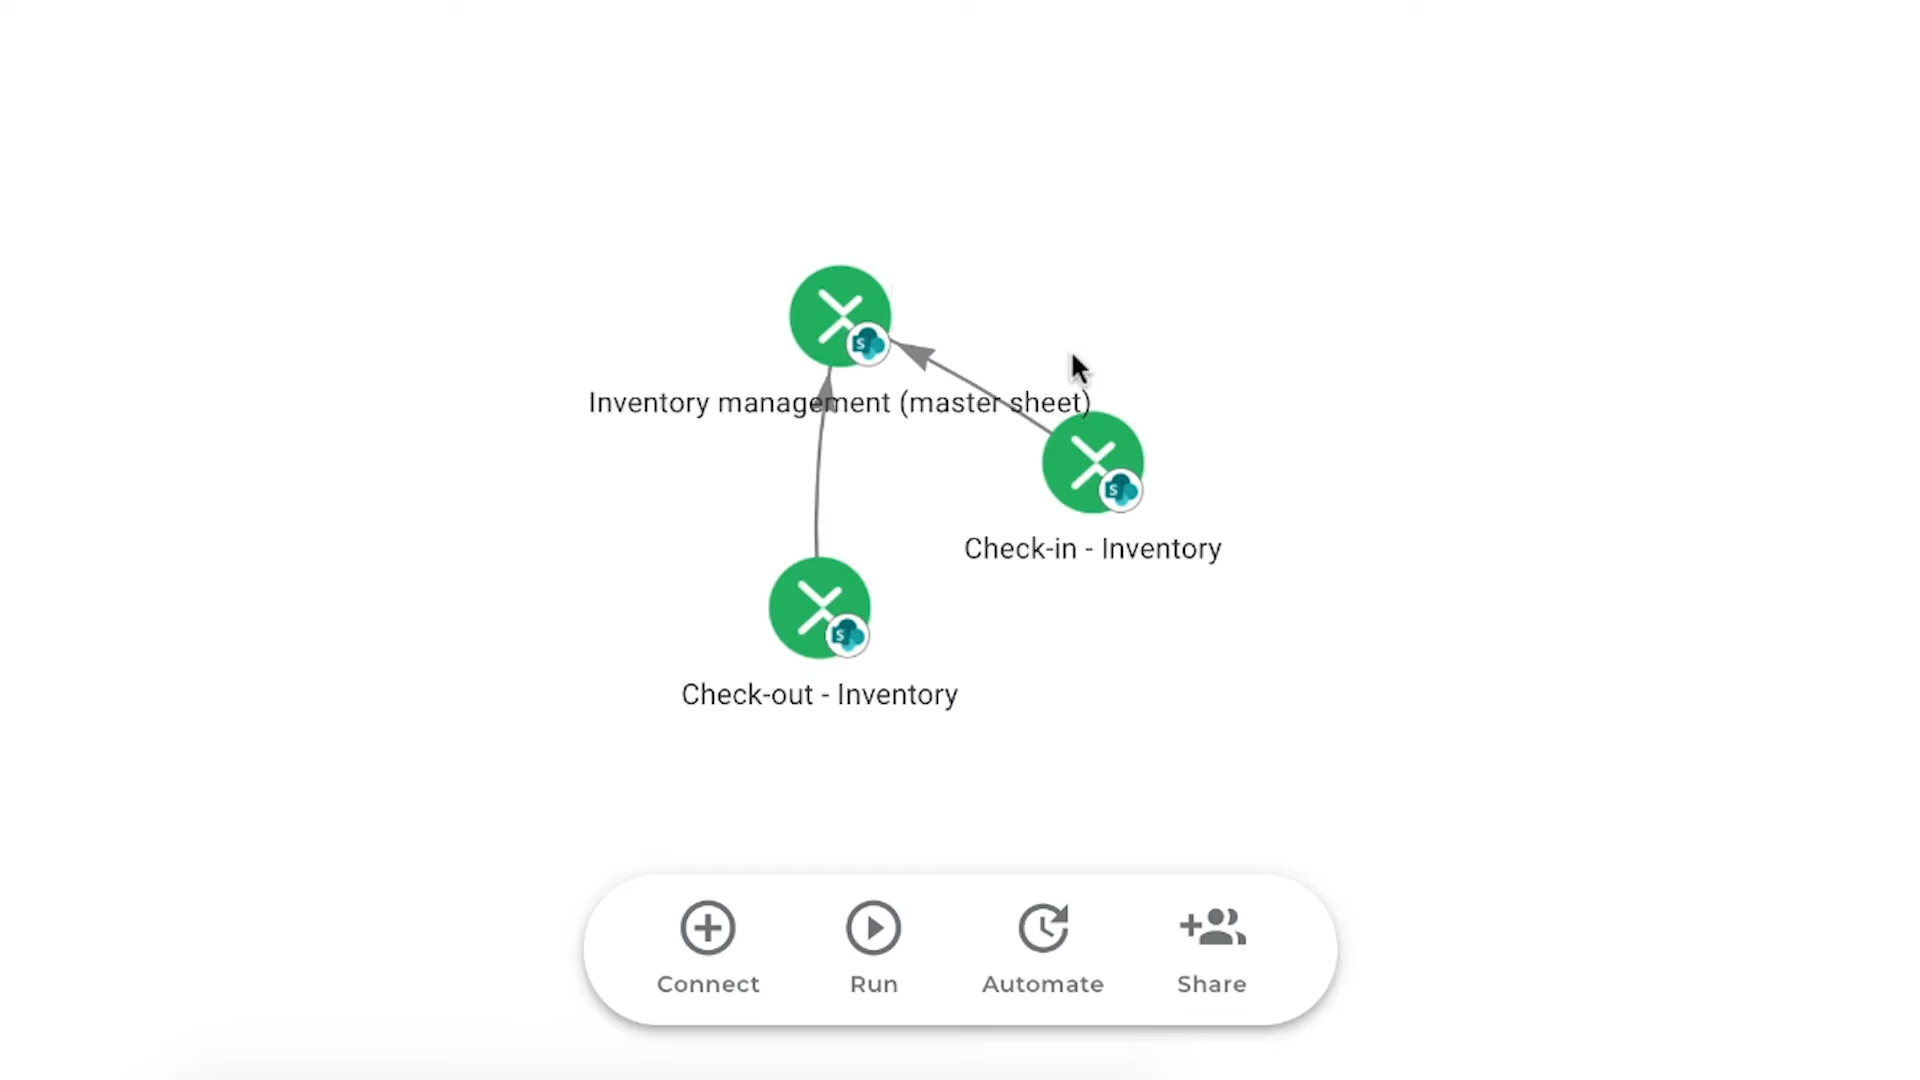 S
Inventory management (master sheet)
S
Check-in - Inventory
S
Check-out - Inventory
Connect
Run
Automate
Share